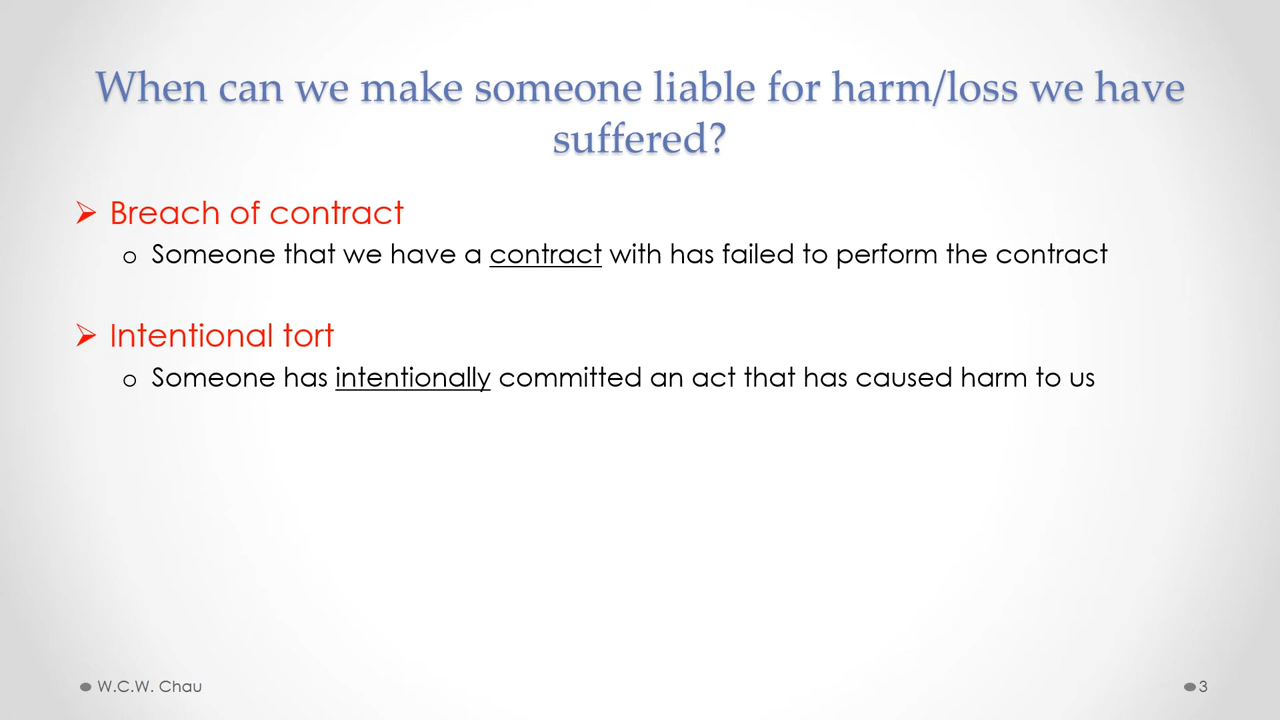 When can we make someone liable for harm/loss we have
suffered?
➢ Breach of contract
o Someone that we have a contract with has failed to perform the contract
➢ Intentional tort
o Someone has intentionally committed an act that has caused harm to us
● W.C.W. Chau
● 3